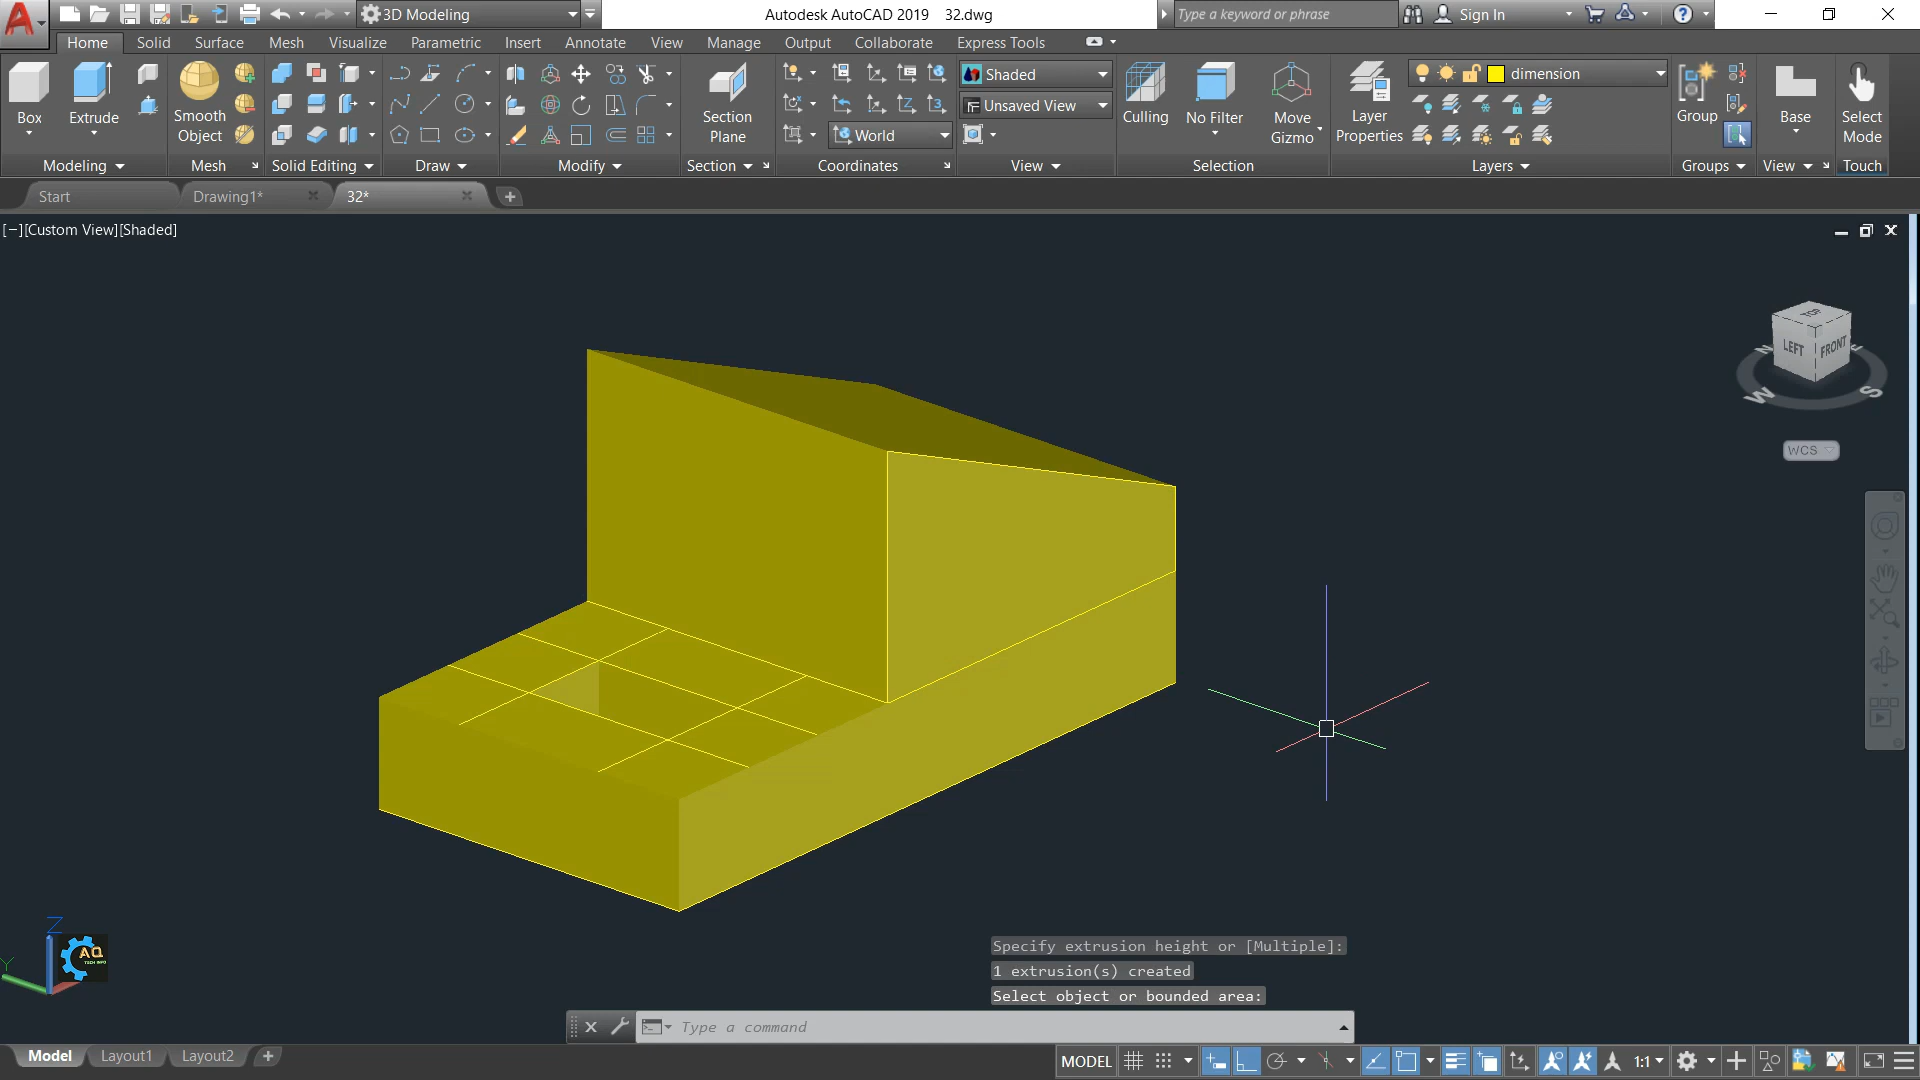 3D Modeling
Autodesk AutoCAD 2019 32.dwg
Type a keyword or phrase
Sign In
Home Solid Surface Mesh Visualize Parametric Insert Annotate View Manage Output Collaborate Express Tools
Box
Extrude
Smooth
Object
Section
Plane
World
Shaded
Unsaved View
Culling
No Filter
Move
Gizmo
Layer
Properties
dimension
Group
Base
Select
Mode
Modeling Mesh Solid Editing Draw Modify Section Coordinates View Selection Layers Groups View Touch
Start Drawing1* 32*
[−][Custom View][Shaded]
TOP
LEFT FRONT
N E
W S
WCS
Z
Y
AQ
TECH INFO
Specify extrusion height or [Multiple]:
1 extrusion(s) created
Select object or bounded area:
Type a command
Model Layout1 Layout2
MODEL 1:1